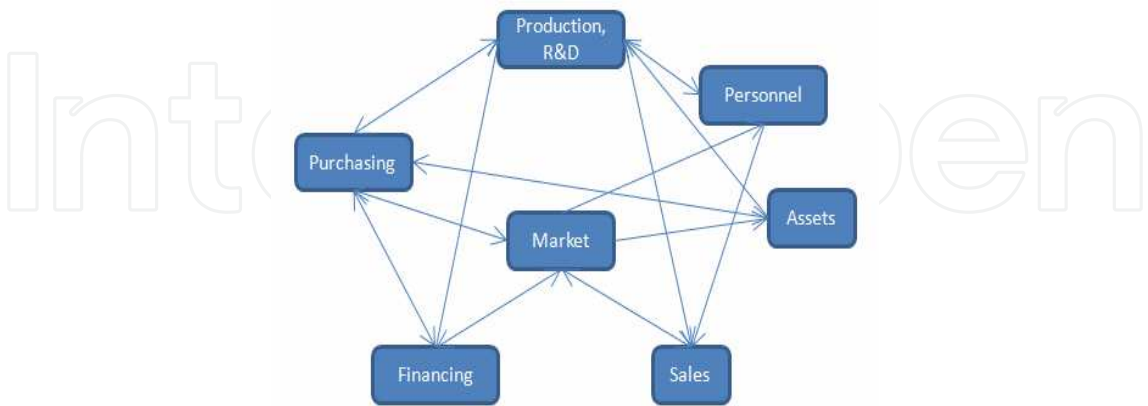 Production,
R&D
Personnel
Purchasing
Assets
Market
Financing
Sales